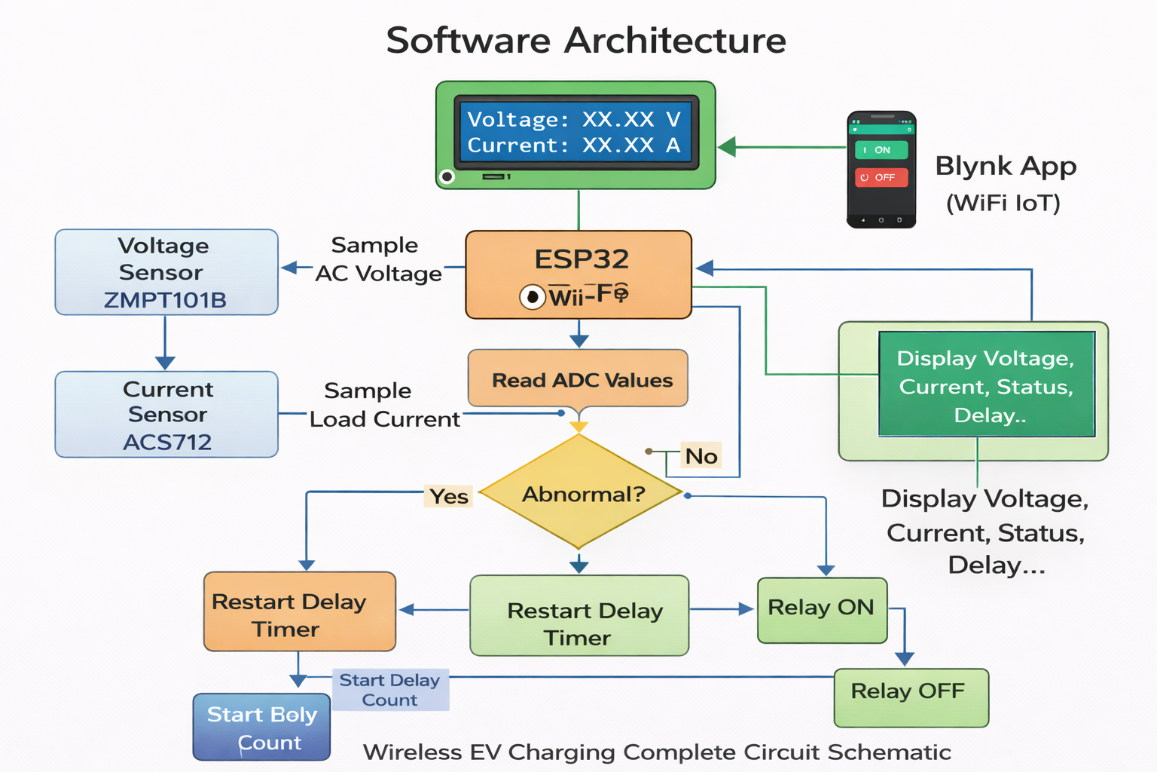 Software Architecture
Voltage: XX.XX V
Current: XX.XX A
ON
OFF
Blynk App
(WiFi IoT)
Voltage
Sensor
ZMPT101B
Sample
AC Voltage
ESP32
Wii-Fe
Display Voltage,
Current, Status,
Delay..
Read ADC Values
Current
Sensor
ACS712
Sample
Load Current
No
Yes
Abnormal?
Display Voltage,
Current, Status,
Delay...
Restart Delay
Timer
Restart Delay
Timer
Relay ON
Start Delay
Count
Relay OFF
Start Boly
Count
Wireless EV Charging Complete Circuit Schematic